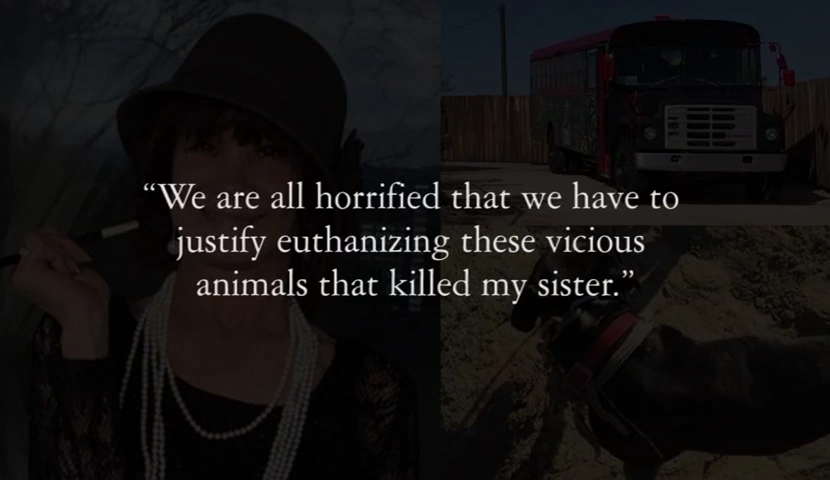 “We are all horrified that we have to
justify euthanizing these vicious
animals that killed my sister.”